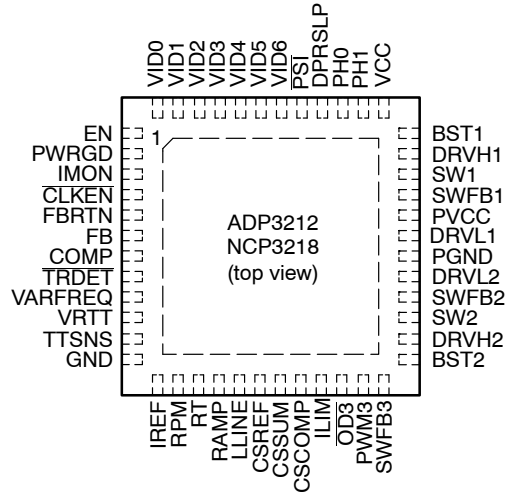 VID0
VID1
VID2
VID3
VID4
VID5
VID6
PSI
DPRSLP
PH0
PH1
VCC
EN
PWRGD
IMON
CLKEN
FBRTN
FB
COMP
TRDET
VARFREQ
VRTT
TTSNS
GND
1
ADP3212
NCP3218
(top view)
BST1
DRVH1
SW1
SWFB1
PVCC
DRVL1
PGND
DRVL2
SWFB2
SW2
DRVH2
BST2
IREF
RPM
RT
RAMP
LLINE
CSREF
CSSUM
CSCOMP
ILIM
OD3
PWM3
SWFB3